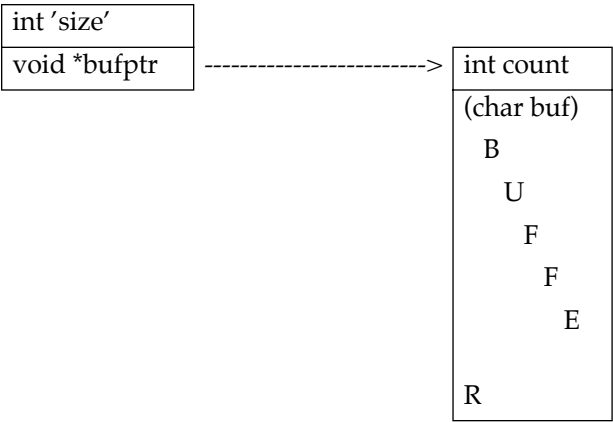 int ’size’
void *bufptr ------------------------> int count
(char buf)
B
U
F
F
E
R